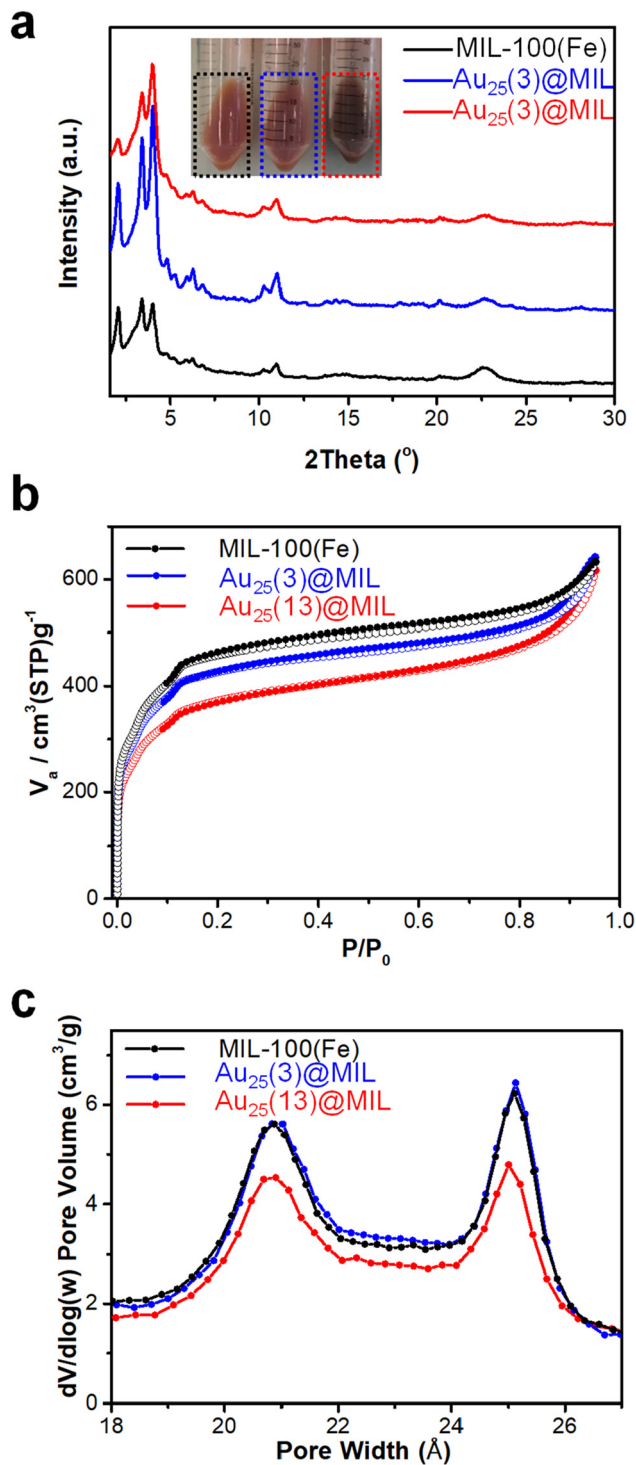 a
Intensity (a.u.)
MIL-100(Fe)
Au25(3)@MIL
Au25(3)@MIL
5 10 15 20 25 30
2Theta (°)
b
Va / cm3(STP)g-1
600
400
200
0
MIL-100(Fe)
Au25(3)@MIL
Au25(13)@MIL
0.0 0.2 0.4 0.6 0.8 1.0
P/P0
c
dV/dlog(w) Pore Volume (cm3/g)
6
4
2
0
MIL-100(Fe)
Au25(3)@MIL
Au25(13)@MIL
18 20 22 24 26
Pore Width (Å)